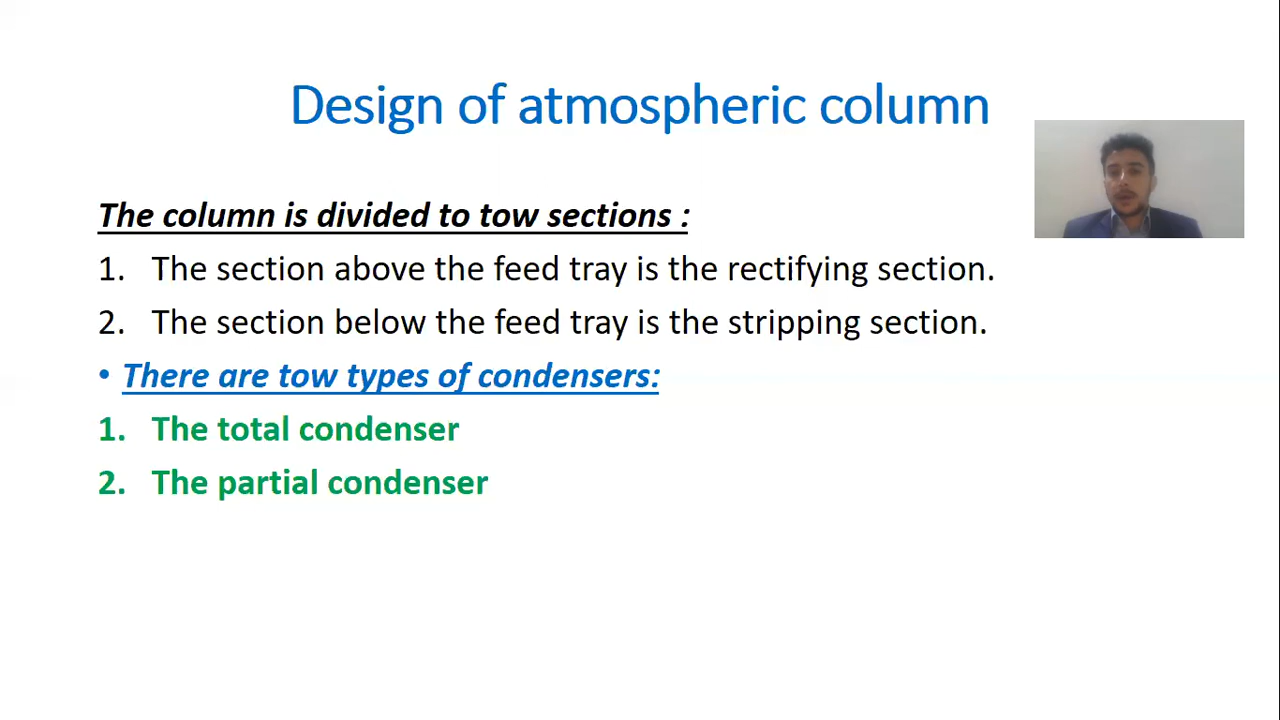 Design of atmospheric column
The column is divided to tow sections :
1. The section above the feed tray is the rectifying section.
2. The section below the feed tray is the stripping section.
• There are tow types of condensers:
1. The total condenser
2. The partial condenser